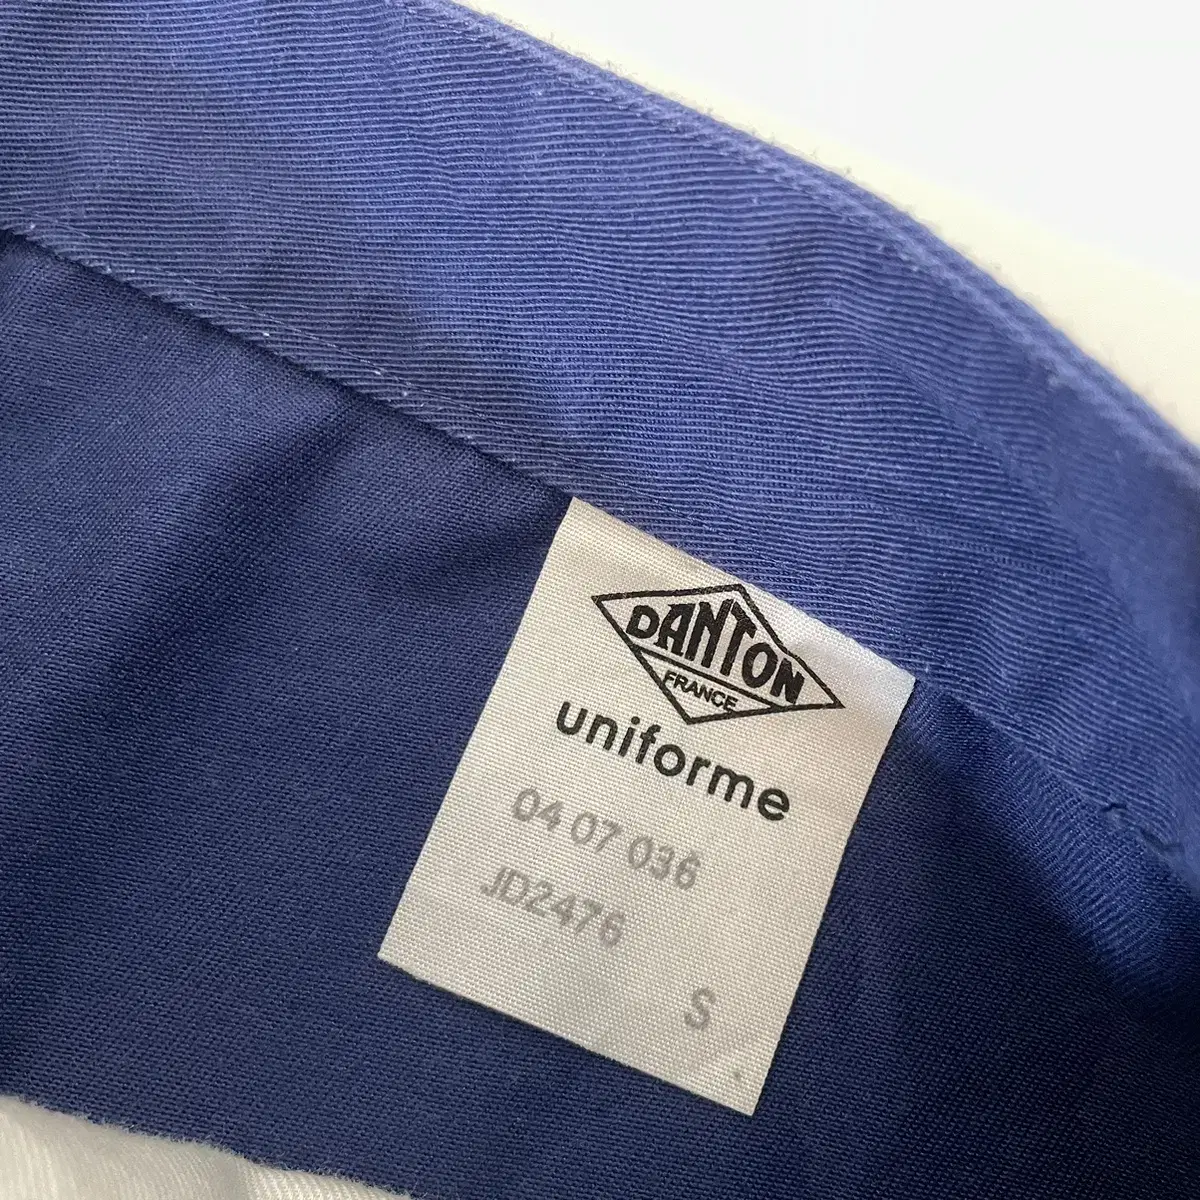 DANTON
FRANCE
uniforme
04 07 036
JD2476
S